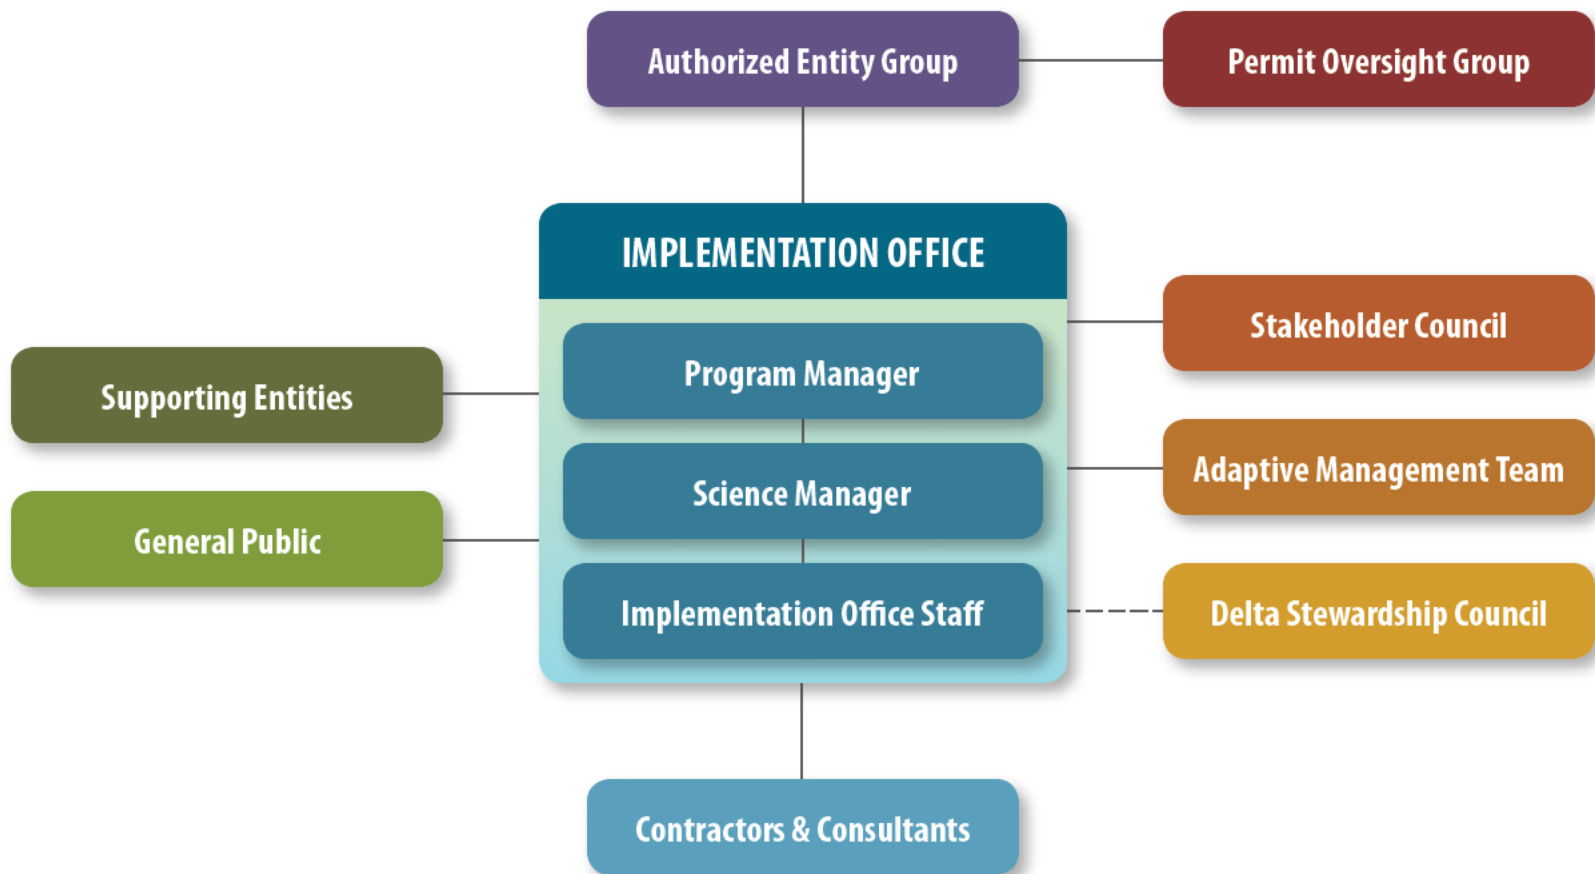 Authorized Entity Group
Permit Oversight Group
IMPLEMENTATION OFFICE
Program Manager
Science Manager
Implementation Office Staff
Supporting Entities
General Public
Stakeholder Council
Adaptive Management Team
Delta Stewardship Council
Contractors & Consultants